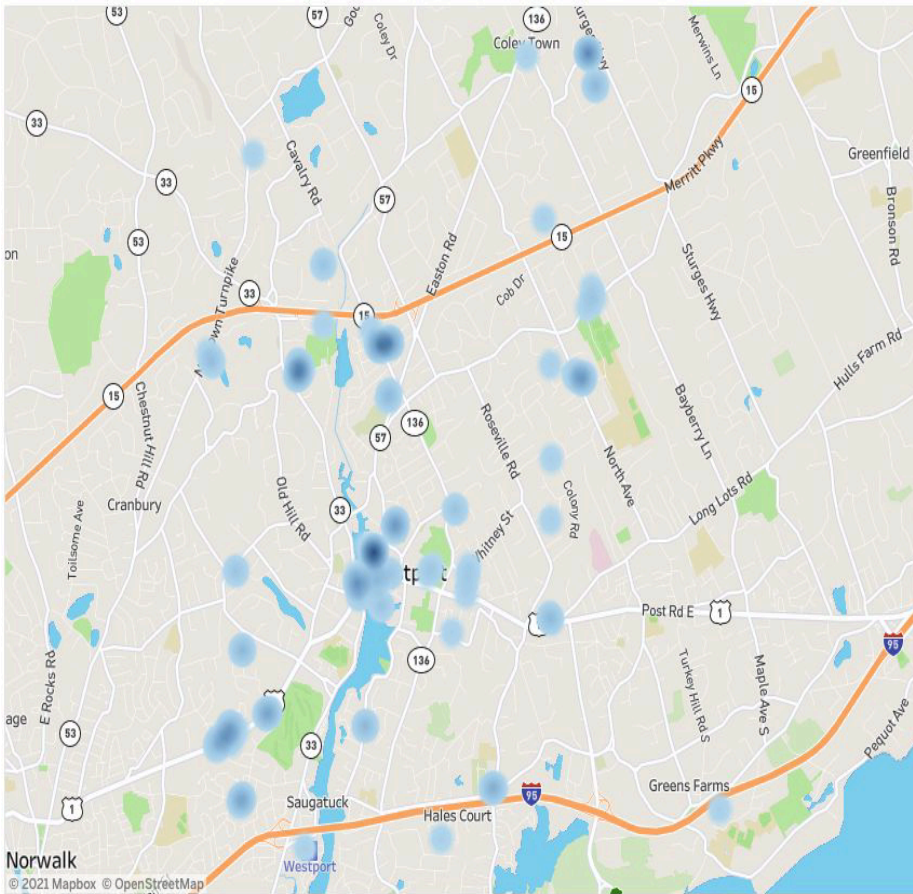 53
57
136
Coley Dr
Coley Town
Merwins Ln
33
15
Cavalry Rd
Merritt Pkwy
Greenfield
33
57
Bronson Rd
53
15
Easton Rd
33
Cob Dr
Sturges Hwy
15
Hulls Farm Rd
15
Chestnut Hill Rd
136
57
Roseville Rd
Bayberry Ln
North Ave
Long Lots Rd
Cranbury
Old Hill Rd
33
Colony Rd
Toilsome Ave
Post Rd E
1
95
136
E Rocks Rd
Turkey Hill Rd S
Maple Ave S
Pequot Ave
53
33
1
Saugatuck
Hales Court
95
Greens Farms
Norwalk
Westport
© 2021 Mapbox © OpenStreetMap